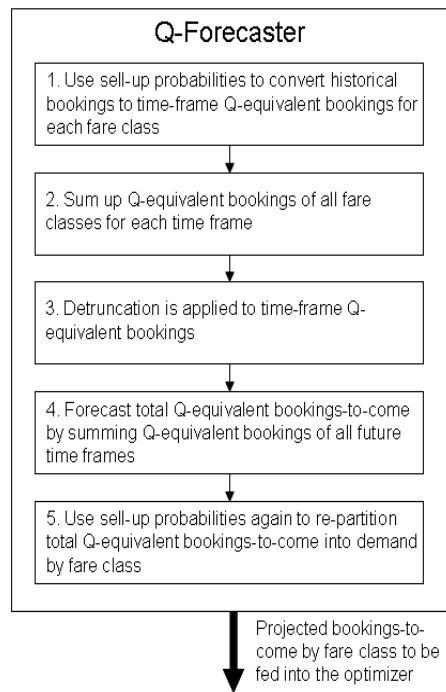 Q-Forecaster
1. Use sell-up probabilities to convert historical
bookings to time-frame Q-equivalent bookings for
each fare class
2. Sum up Q-equivalent bookings of all fare
classes for each time frame
3. Detruncation is applied to time-frame Q-
equivalent bookings
4. Forecast total Q-equivalent bookings-to-come
by summing Q-equivalent bookings of all future
time frames
5. Use sell-up probabilities again to re-partition
total Q-equivalent bookings-to-come into demand
by fare class
Projected bookings-to-
come by fare class to be
fed into the optimizer